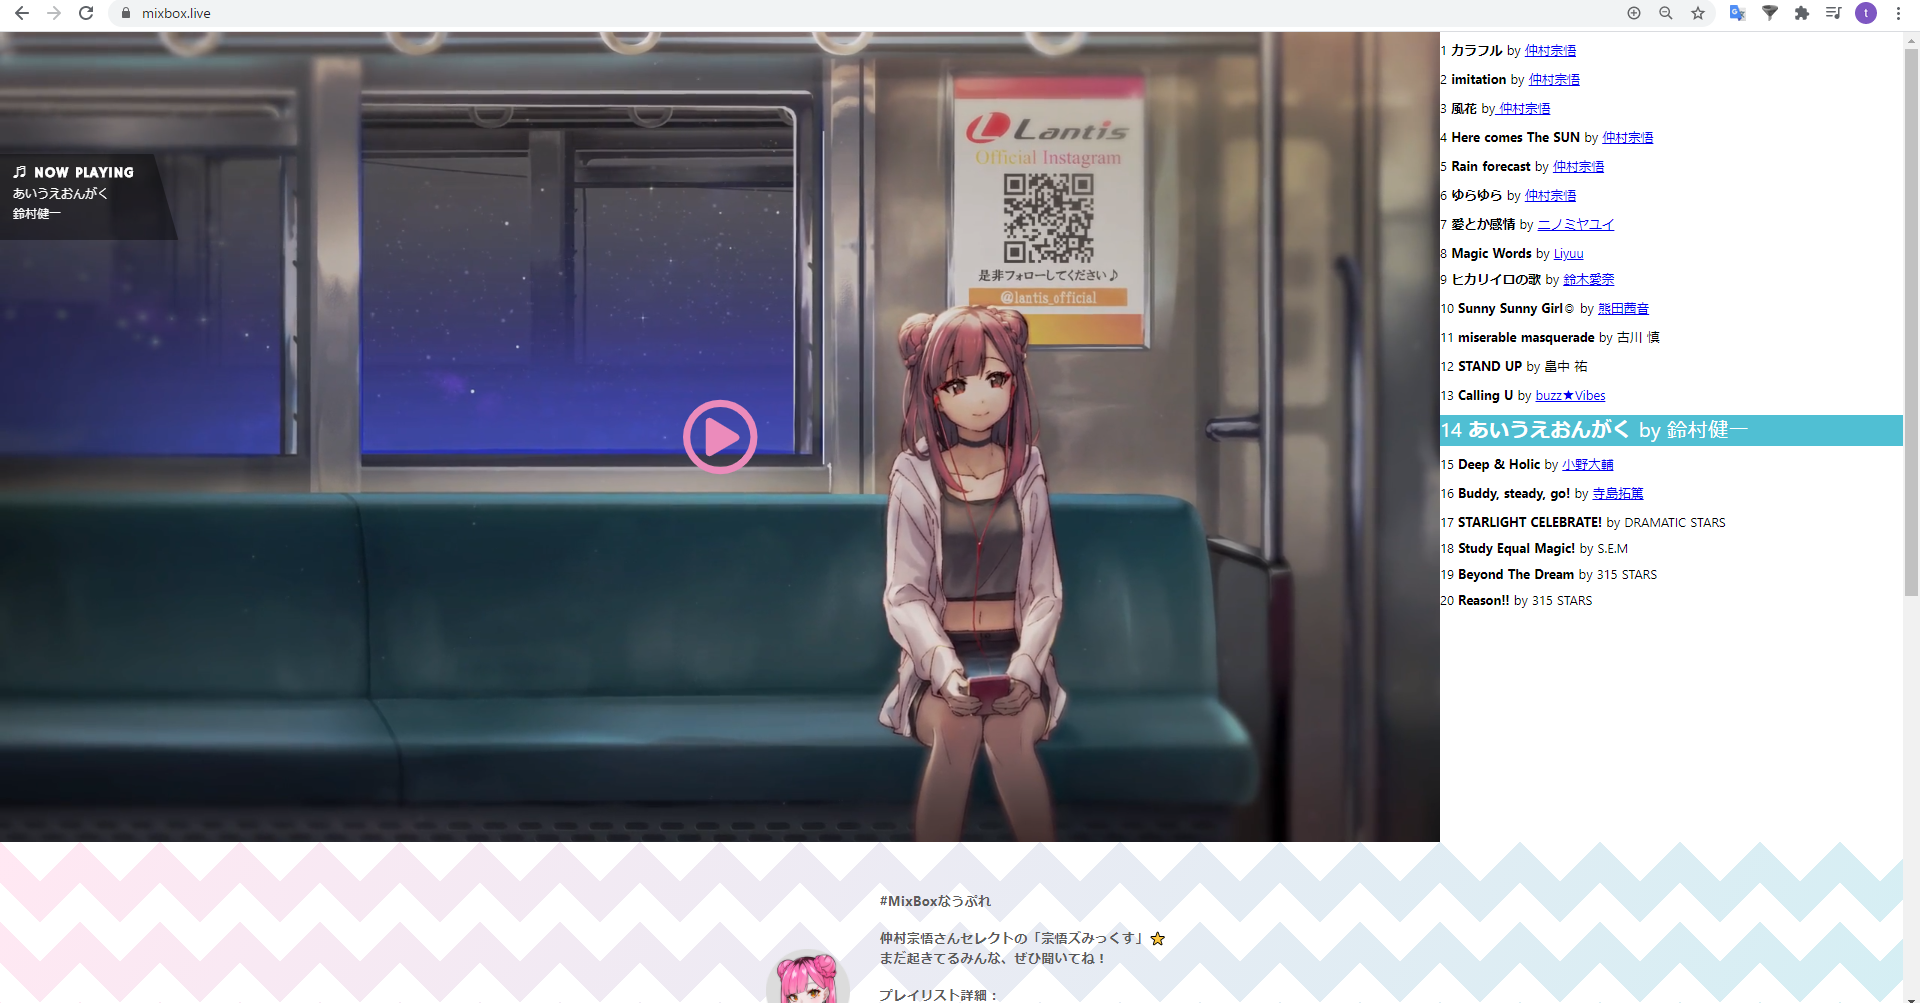 mixbox.live
Lantis
Official Instagram
是非フォローしてください♪
@lantis_official
♫ NOW PLAYING
あいうえおんがく
鈴村健一
1 カラフル by 仲村宗悟
2 imitation by 仲村宗悟
3 風花 by 仲村宗悟
4 Here comes The SUN by 仲村宗悟
5 Rain forecast by 仲村宗悟
6 ゆらゆら by 仲村宗悟
7 愛とか感情 by ニノミヤユイ
8 Magic Words by Liyuu
9 ヒカリイロの歌 by 鈴木愛奈
10 Sunny Sunny Girl☺ by 熊田茜音
11 miserable masquerade by 古川 慎
12 STAND UP by 畠中 祐
13 Calling U by buzz★Vibes
14 あいうえおんがく by 鈴村健一
15 Deep & Holic by 小野大輔
16 Buddy, steady, go! by 寺島拓篤
17 STARLIGHT CELEBRATE! by DRAMATIC STARS
18 Study Equal Magic! by S.E.M
19 Beyond The Dream by 315 STARS
20 Reason!! by 315 STARS
#MixBoxなうぷれ
仲村宗悟さんセレクトの「宗悟ズみっくす」⭐
まだ起きてるみんな、ぜひ聞いてね！
プレイリスト詳細：
t